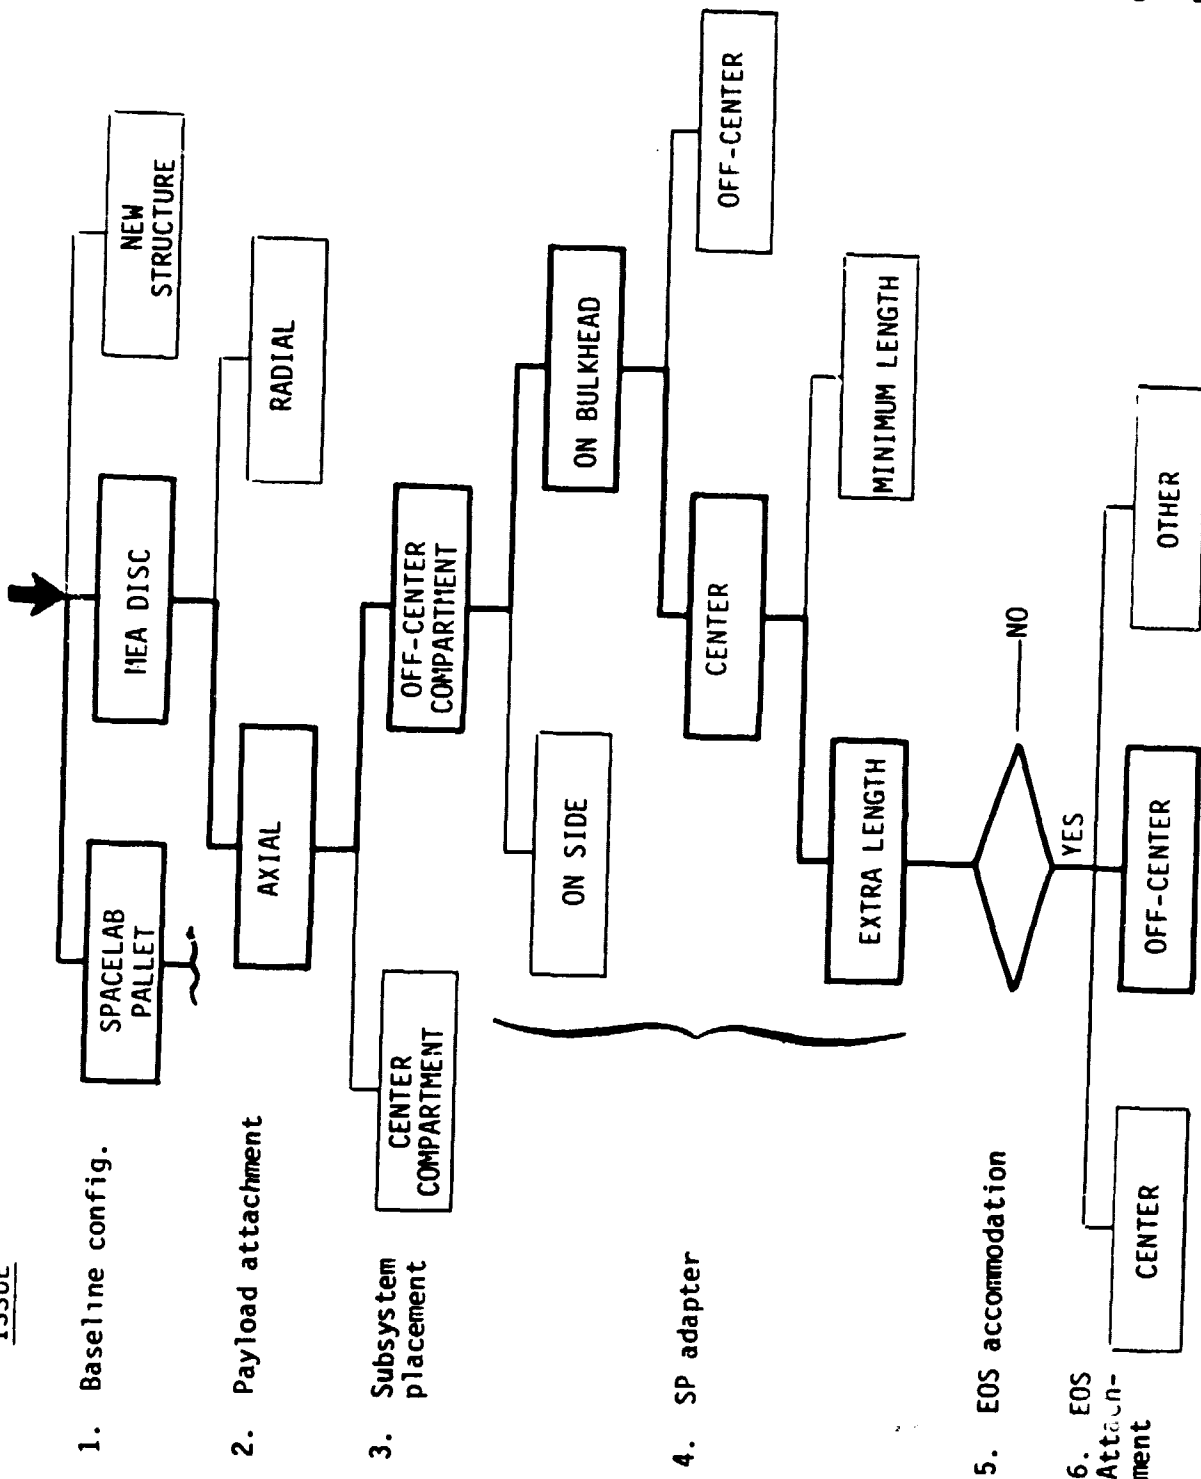 ISSUE
1. Baseline config.
SPACELAB
PALLET
MEA DISC
NEW
STRUCTURE
2. Payload attachment
AXIAL
RADIAL
3. Subsystem
placement
CENTER
COMPARTMENT
OFF-CENTER
COMPARTMENT
ON SIDE
ON BULKHEAD
4. SP adapter
CENTER
OFF-CENTER
EXTRA LENGTH
MINIMUM LENGTH
5. EOS accommodation
NO
YES
6. EOS
Attach-
ment
CENTER
OFF-CENTER
OTHER